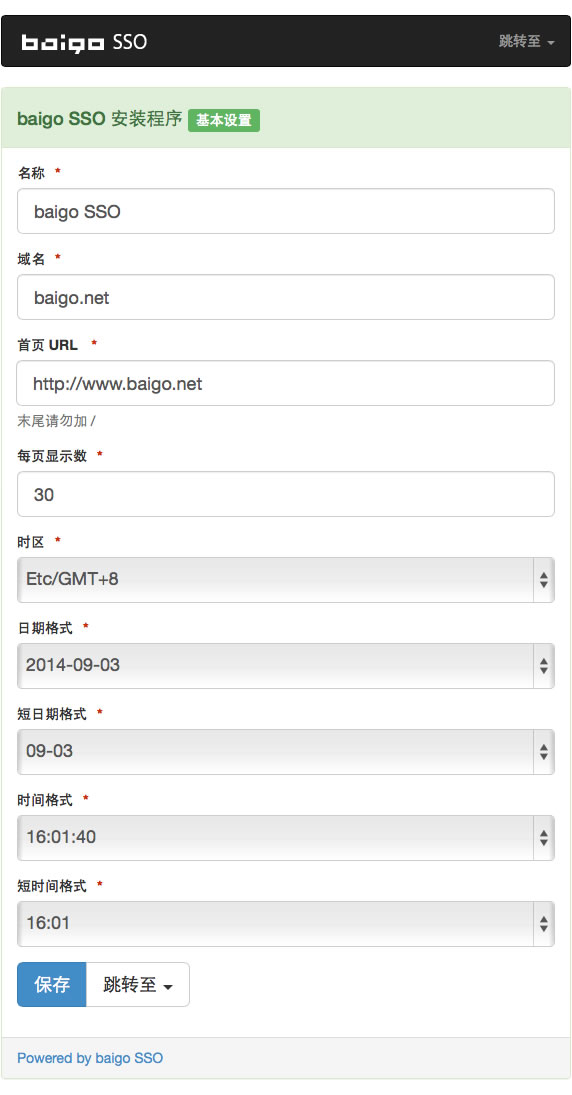 baigo SSO
跳转至
baigo SSO 安装程序 基本设置
名称 *
baigo SSO
域名 *
baigo.net
首页 URL *
http://www.baigo.net
末尾请勿加 /
每页显示数 *
30
时区 *
Etc/GMT+8
日期格式 *
2014-09-03
短日期格式 *
09-03
时间格式 *
16:01:40
短时间格式 *
16:01
保存 跳转至
Powered by baigo SSO